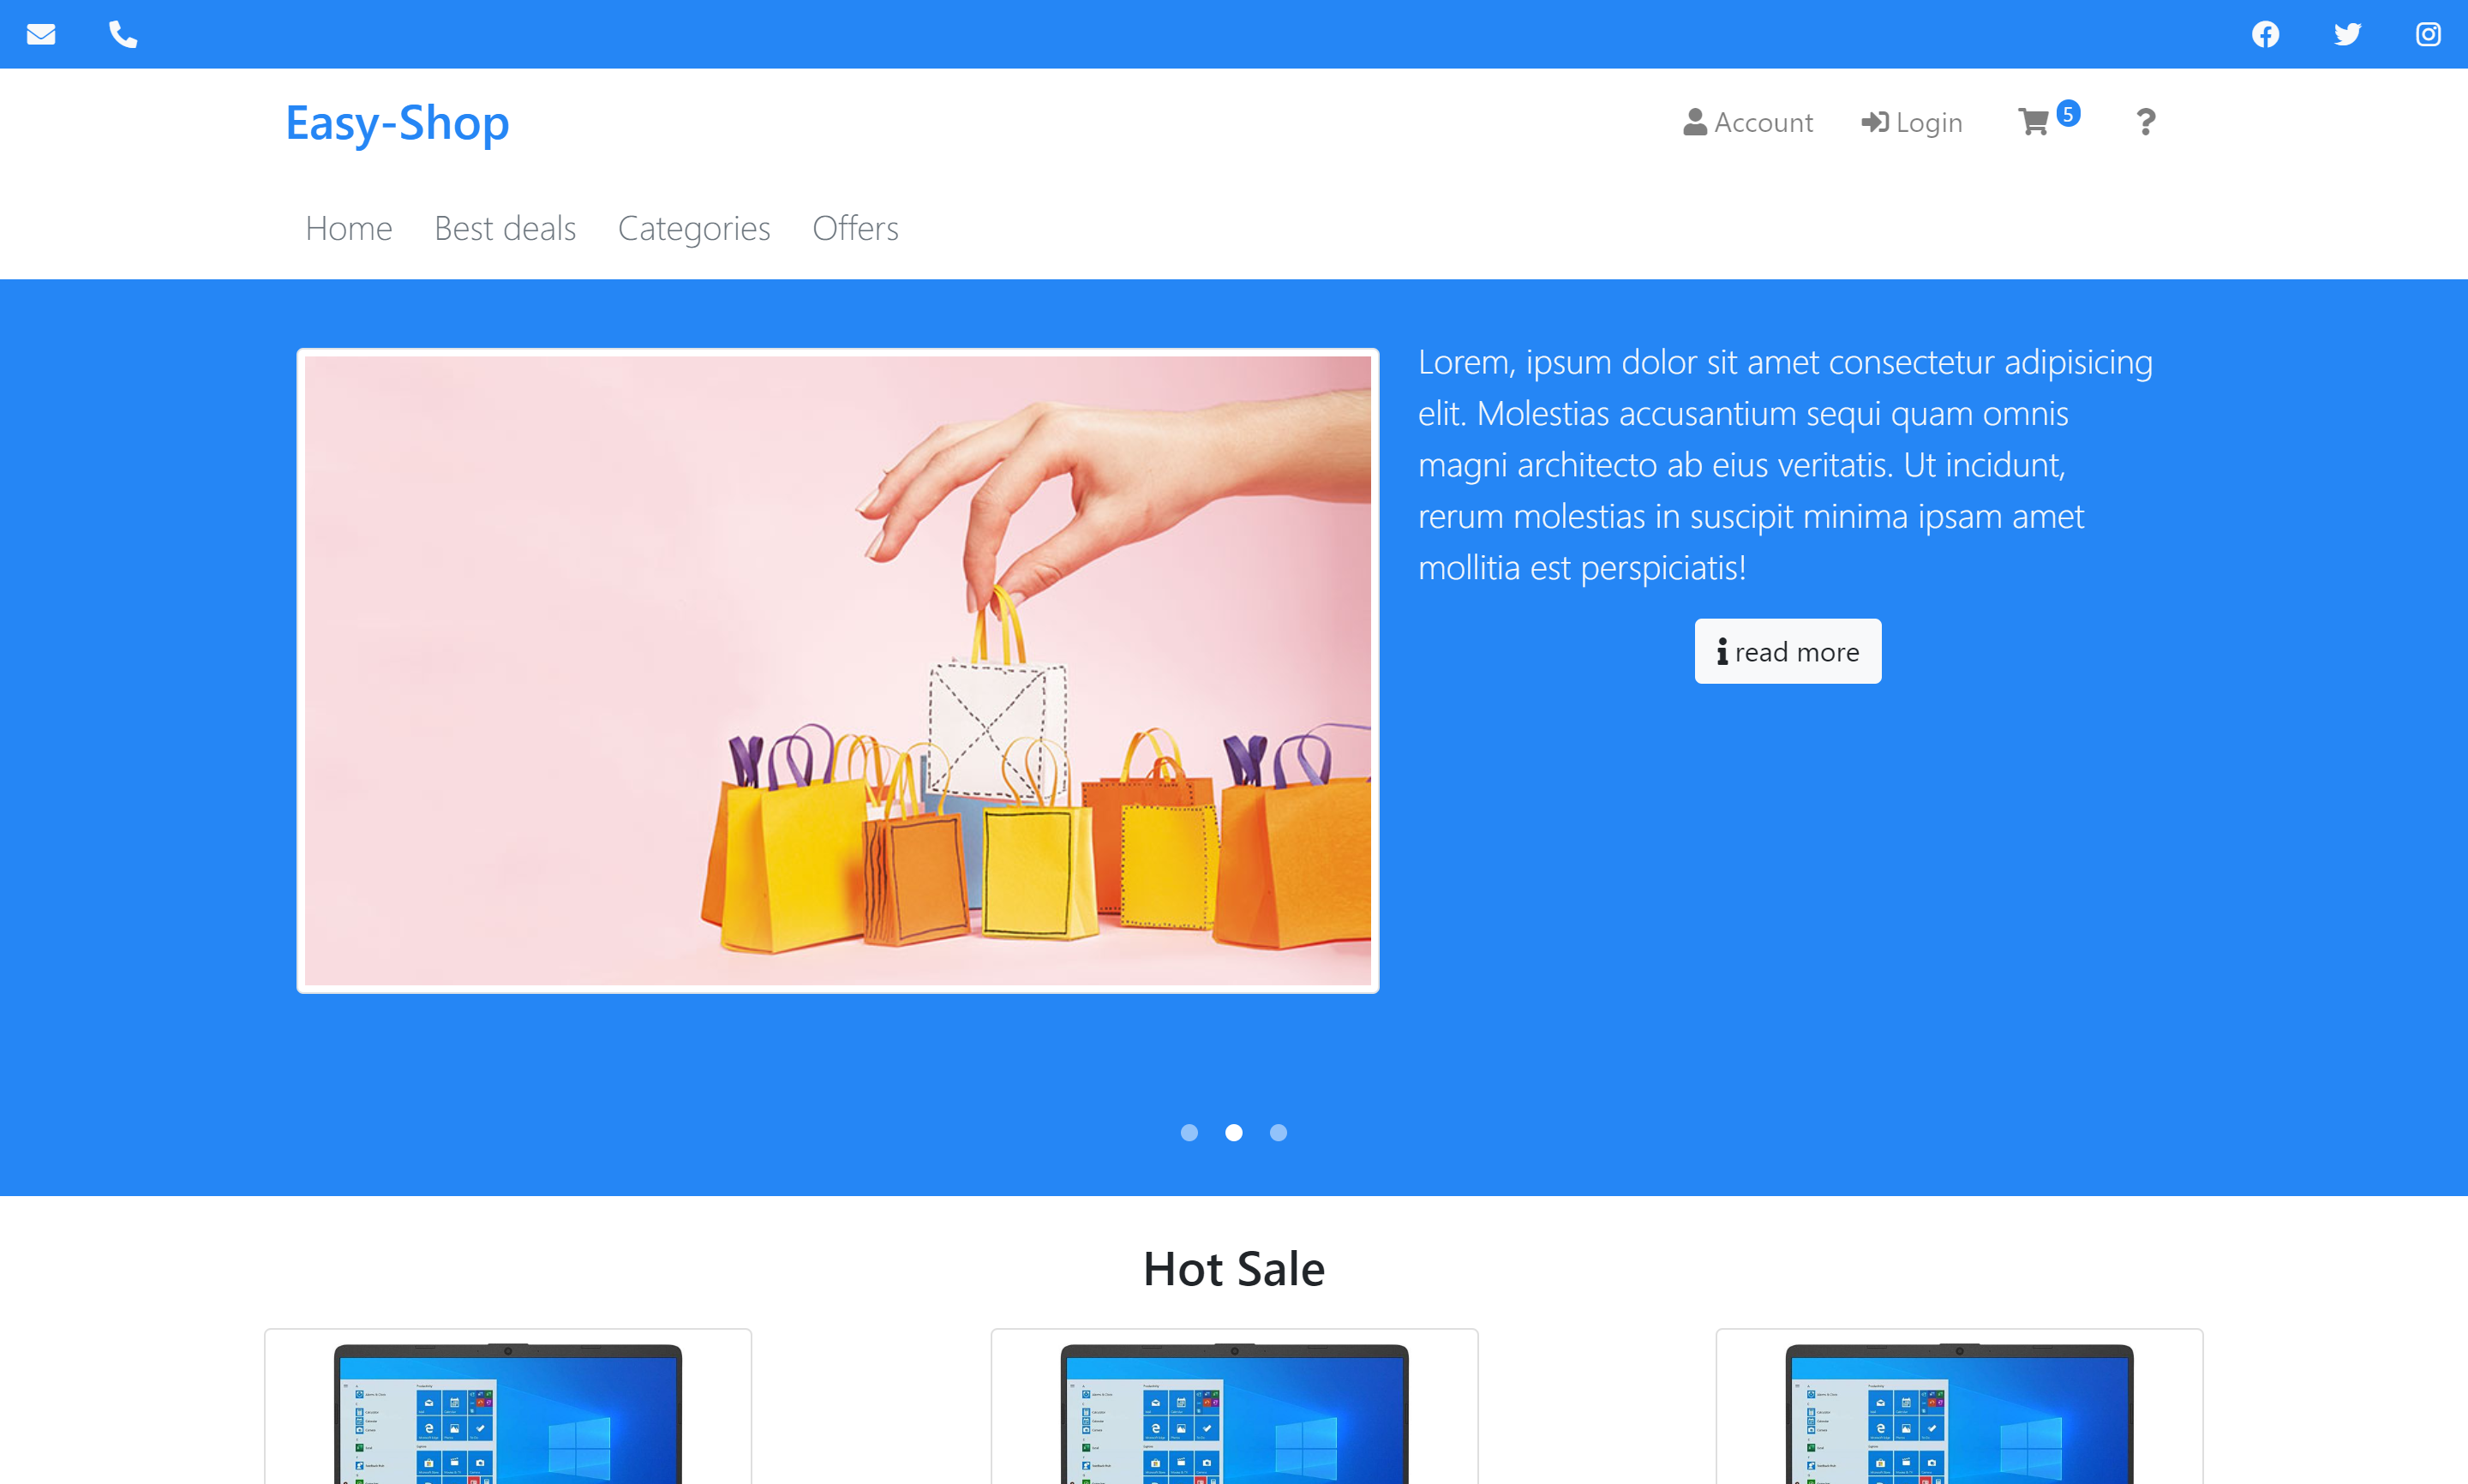 Easy-Shop
Account Login 5
Home Best deals Categories Offers
Lorem, ipsum dolor sit amet consectetur adipisicing
elit. Molestias accusantium sequi quam omnis
magni architecto ab eius veritatis. Ut incidunt,
rerum molestias in suscipit minima ipsam amet
mollitia est perspiciatis!
read more
Hot Sale